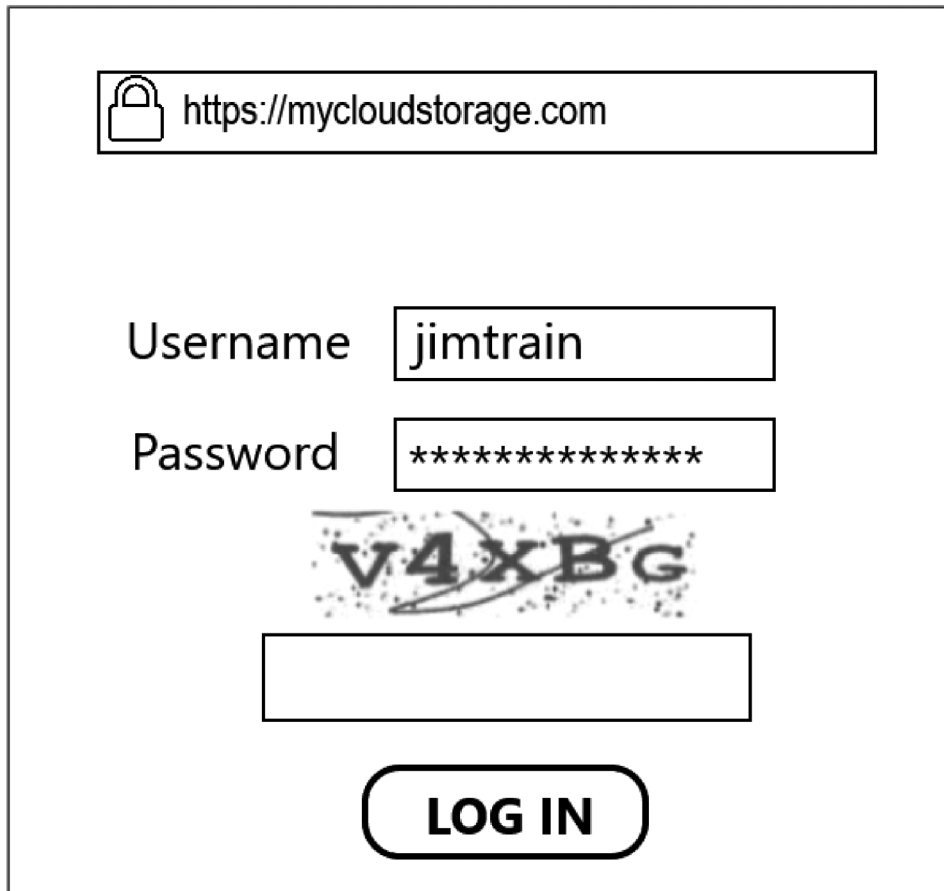 https://mycloudstorage.com
Username jimtrain
Password **************
V4XBG
LOG IN